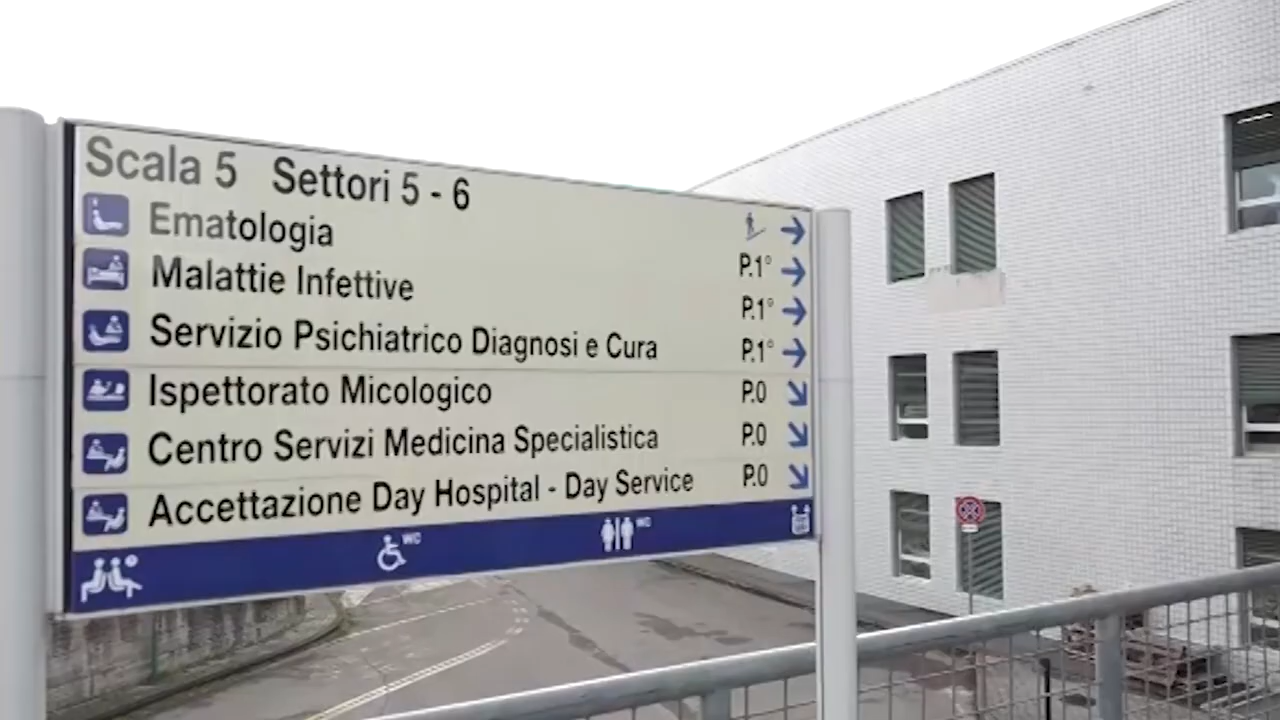 Scala 5 Settori 5 - 6
Ematologia
Malattie Infettive P.1°
Servizio Psichiatrico Diagnosi e Cura P.1°
P.1°
Ispettorato Micologico P.0
Centro Servizi Medicina Specialistica P.0
Accettazione Day Hospital - Day Service P.0
WC WC